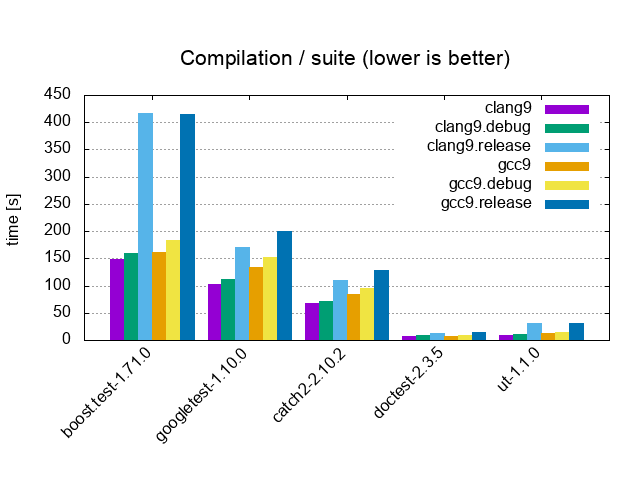 Compilation / suite (lower is better)
450
400
350
300
250
200
150
100
50
0
time [s]
clang9
clang9.debug
clang9.release
gcc9
gcc9.debug
gcc9.release
boost.test-1.71.0
googletest-1.10.0
catch2-2.10.2
doctest-2.3.5
ut-1.1.0